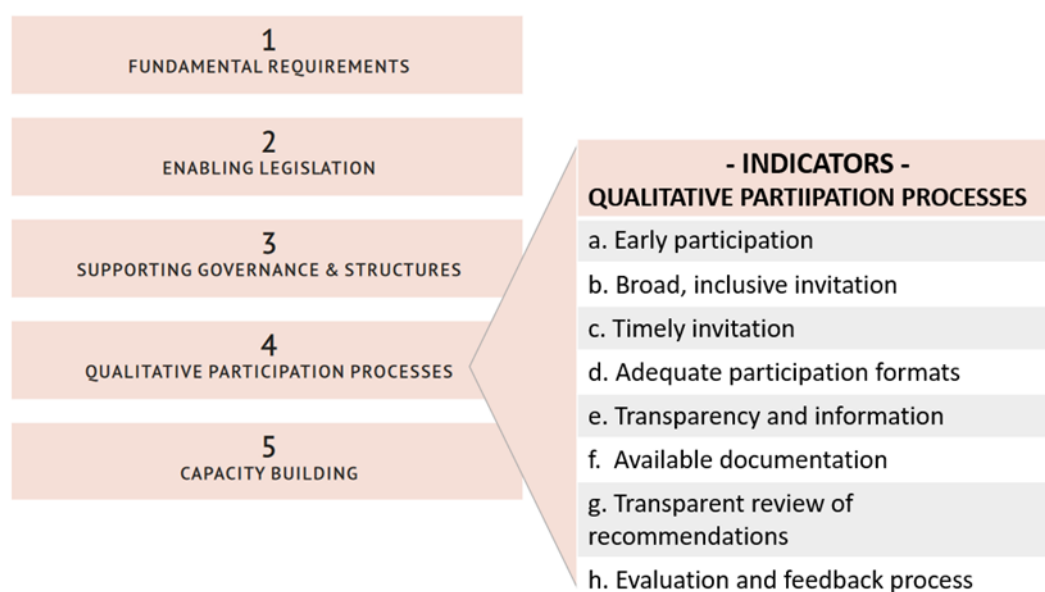 1
FUNDAMENTAL REQUIREMENTS
2
ENABLING LEGISLATION
3
SUPPORTING GOVERNANCE & STRUCTURES
4
QUALITATIVE PARTICIPATION PROCESSES
5
CAPACITY BUILDING
- INDICATORS -
QUALITATIVE PARTIIPATION PROCESSES
a. Early participation
b. Broad, inclusive invitation
c. Timely invitation
d. Adequate participation formats
e. Transparency and information
f. Available documentation
g. Transparent review of
recommendations
h. Evaluation and feedback process